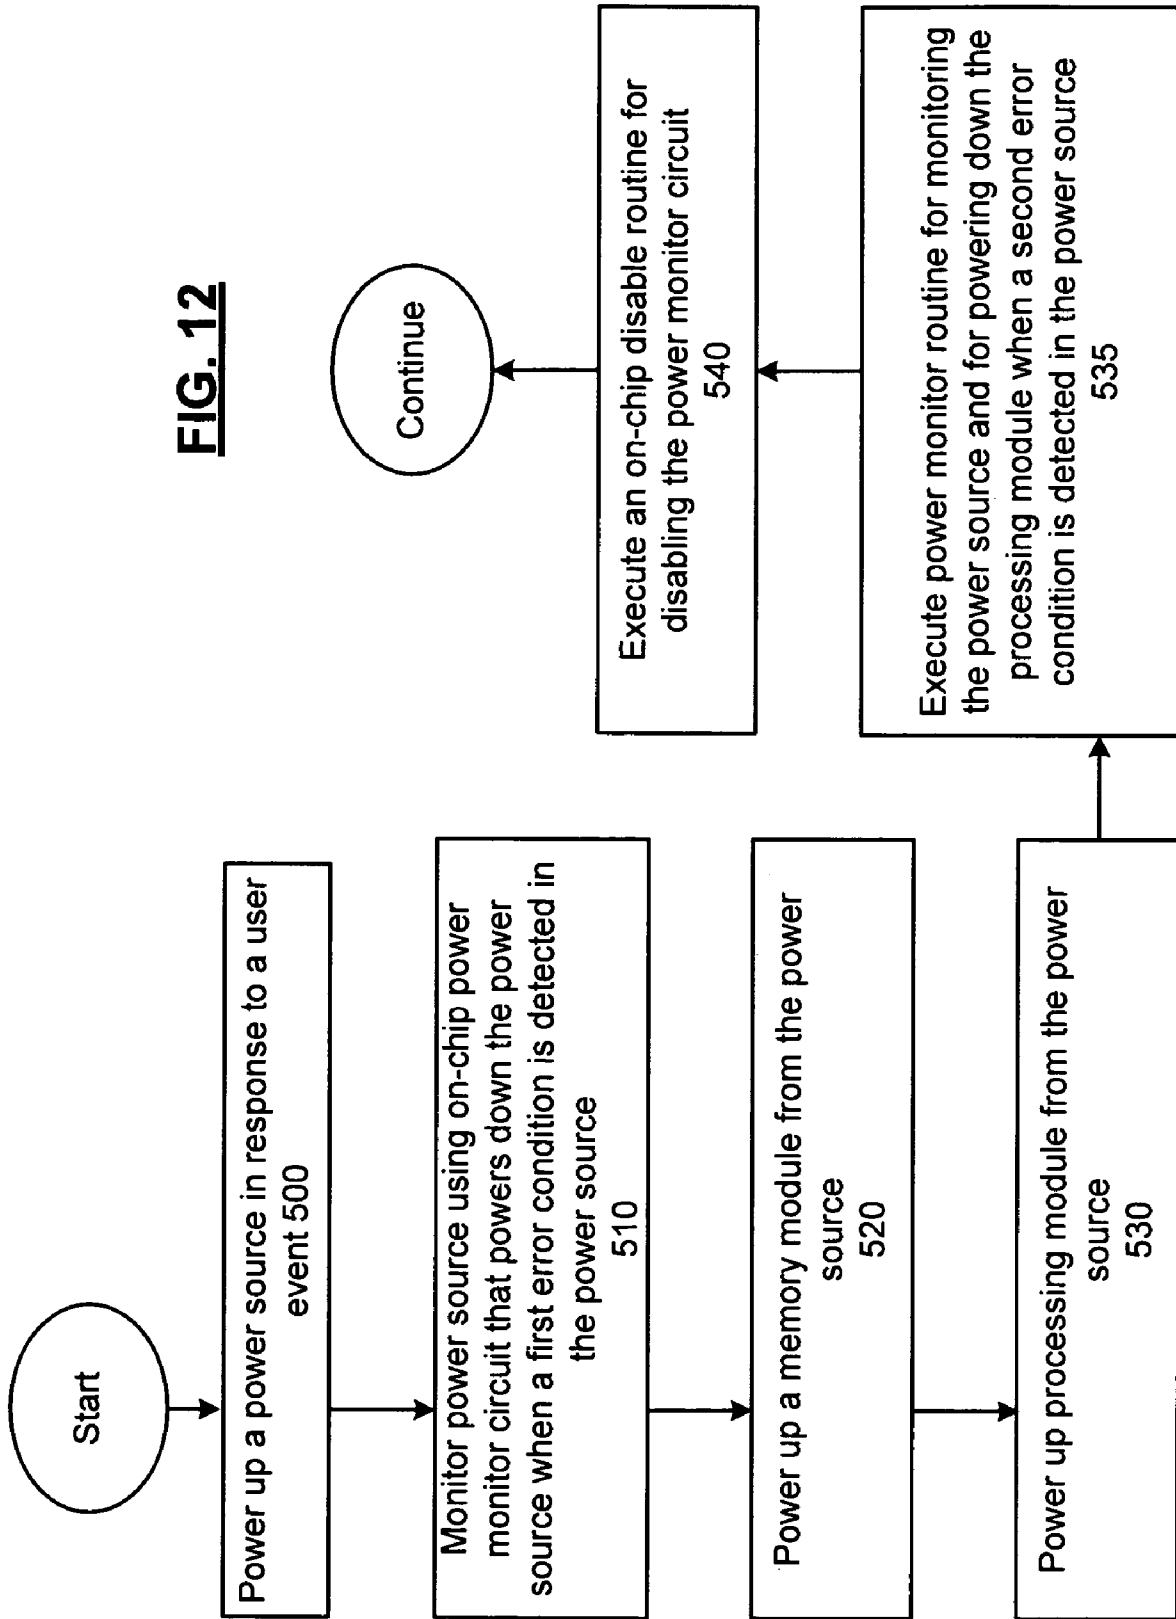 FIG. 12
Start
Power up a power source in response to a user
event 500
Monitor power source using on-chip power
monitor circuit that powers down the power
source when a first error condition is detected in
the power source
510
Power up a memory module from the power
source
520
Power up processing module from the power
source
530
Execute power monitor routine for monitoring
the power source and for powering down the
processing module when a second error
condition is detected in the power source
535
Execute an on-chip disable routine for
disabling the power monitor circuit
540
Continue